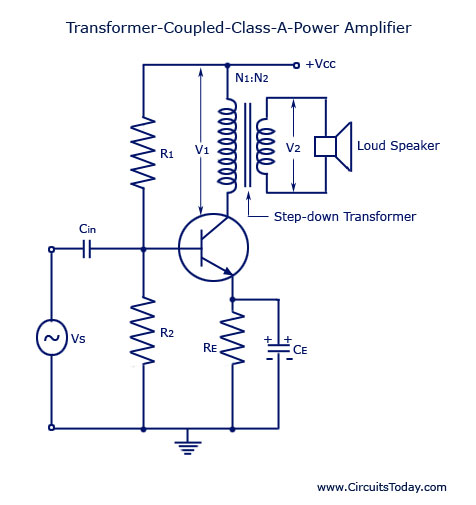 Transformer-Coupled-Class-A-Power Amplifier
+Vcc
N1:N2
R1
V1
V2
Loud Speaker
Step-down Transformer
Cin
Vs
R2
RE
+ +
CE
- -
www.CircuitsToday.com